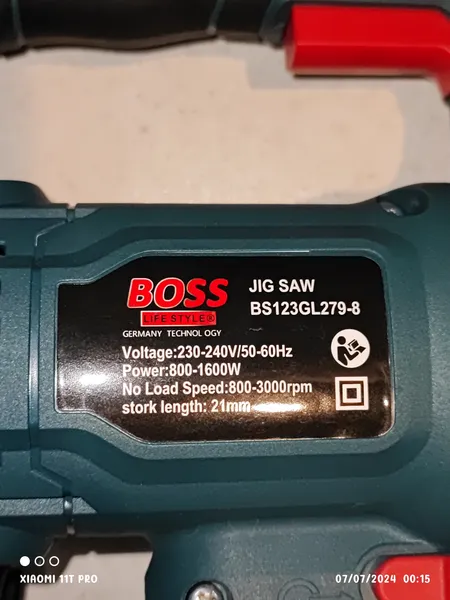 BOSS
LIFE STYLE®
GERMANY TECHNOL OGY
JIG SAW
BS123GL279-8
Voltage:230-240V/50-60Hz
Power:800-1600W
No Load Speed:800-3000rpm
stork length: 21mm
XIAOMI 11T PRO
07/07/2024 00:15